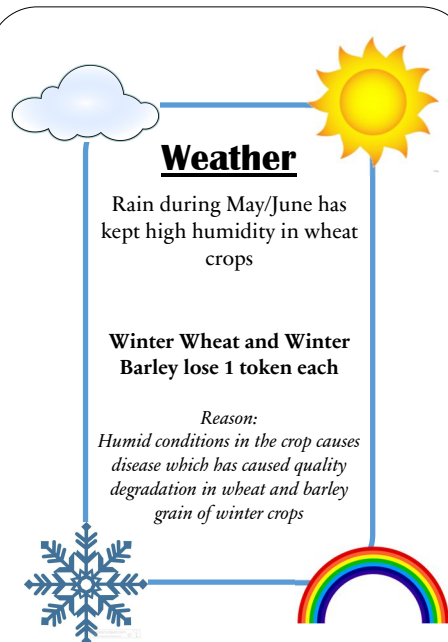 Weather
Rain during May/June has
kept high humidity in wheat
crops
Winter Wheat and Winter
Barley lose 1 token each
Reason:
Humid conditions in the crop causes
disease which has caused quality
degradation in wheat and barley
grain of winter crops